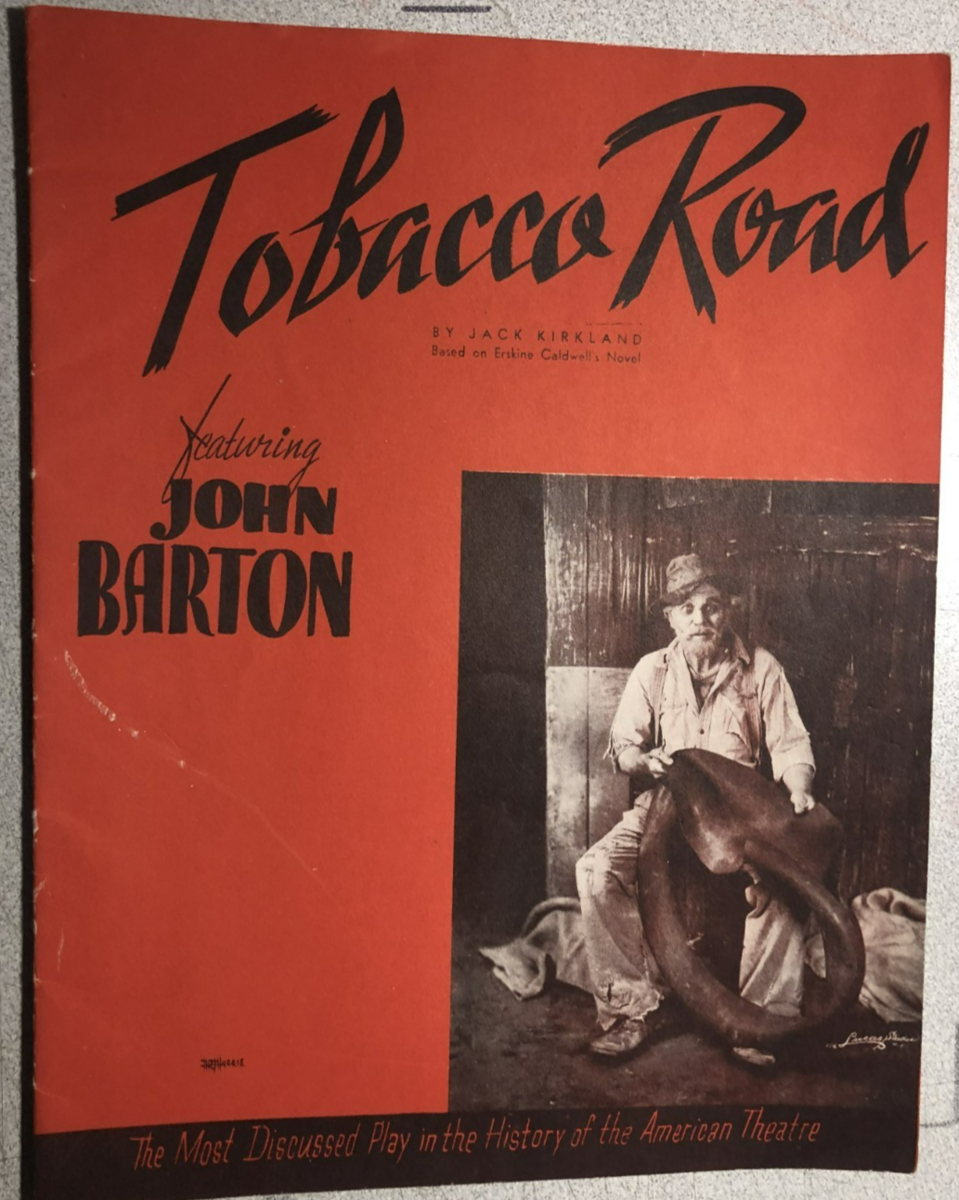 Tobacco Road
BY JACK KIRKLAND
Based on Erskine Caldwell's Novel
featuring
JOHN
BARTON
The Most Discussed Play in the History of the American Theatre